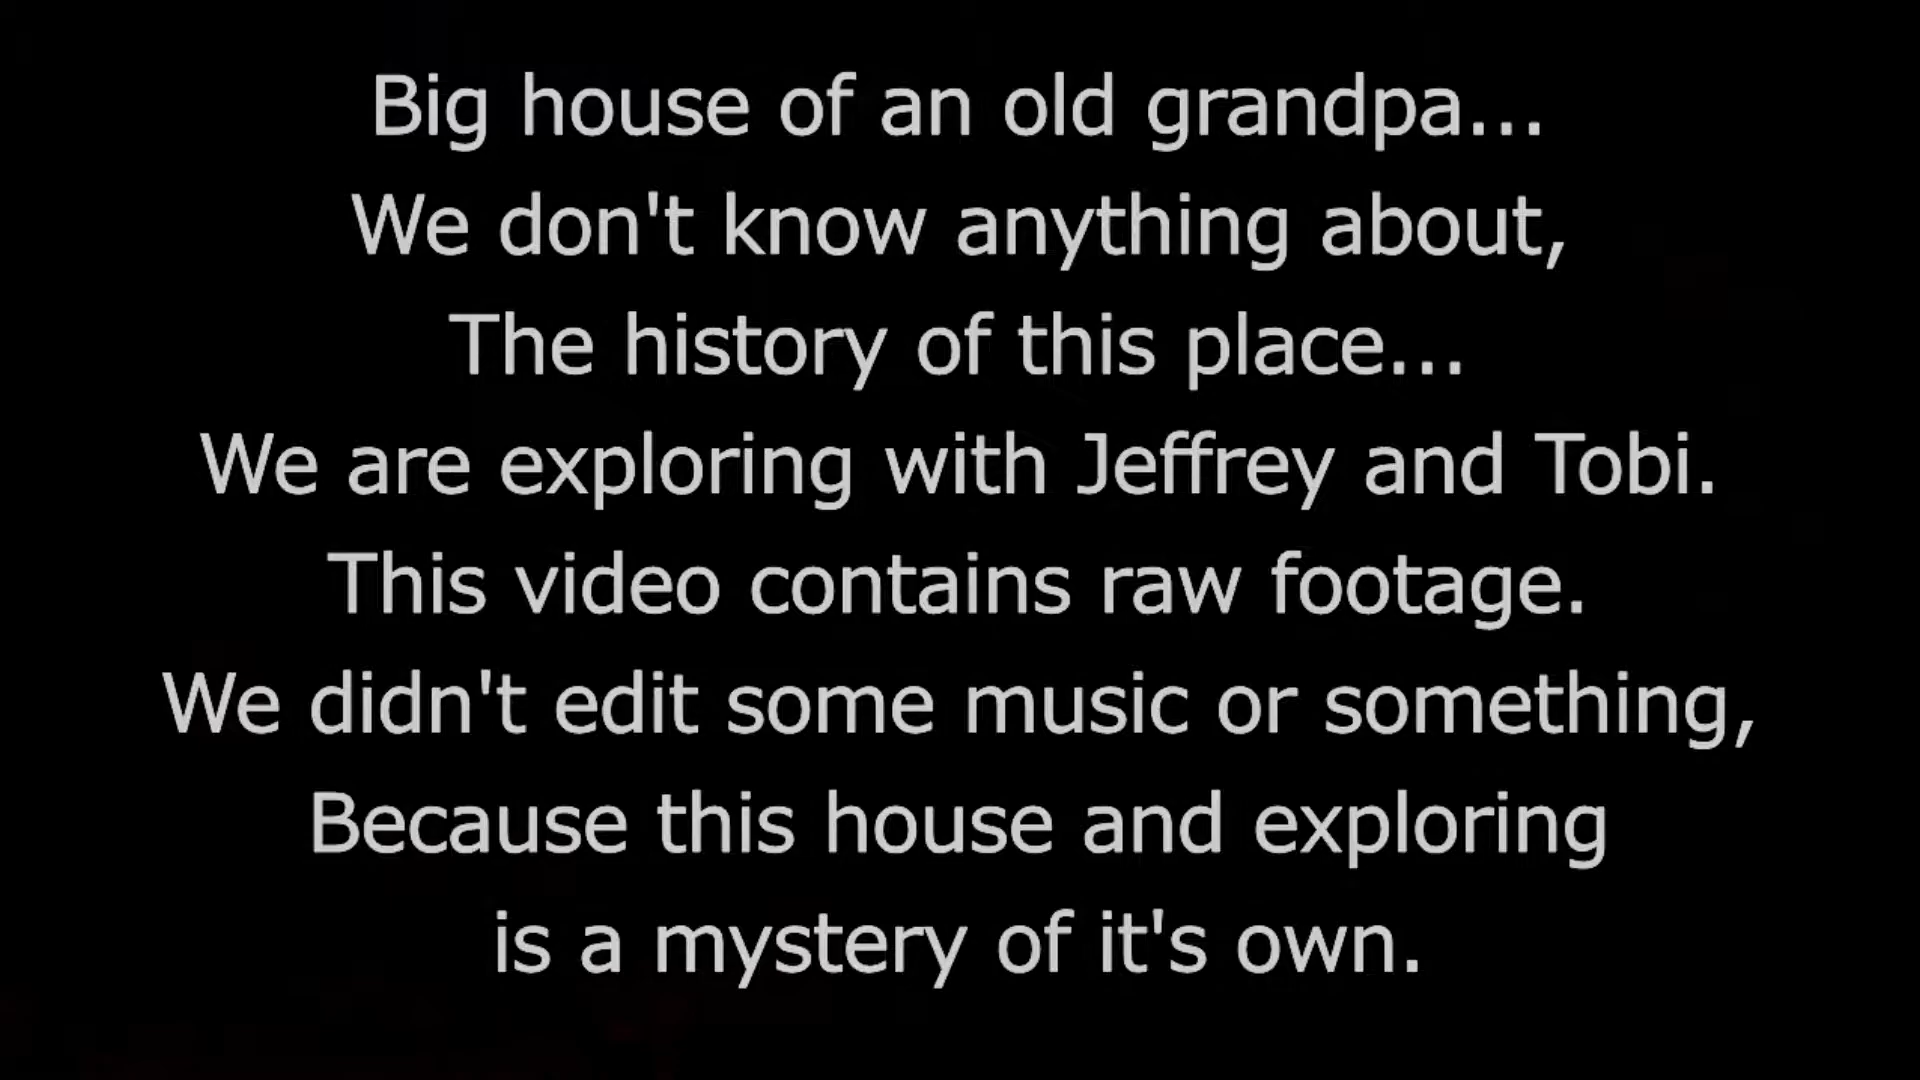 Big house of an old grandpa...
We don't know anything about,
The history of this place...
We are exploring with Jeffrey and Tobi.
This video contains raw footage.
We didn't edit some music or something,
Because this house and exploring
is a mystery of it's own.